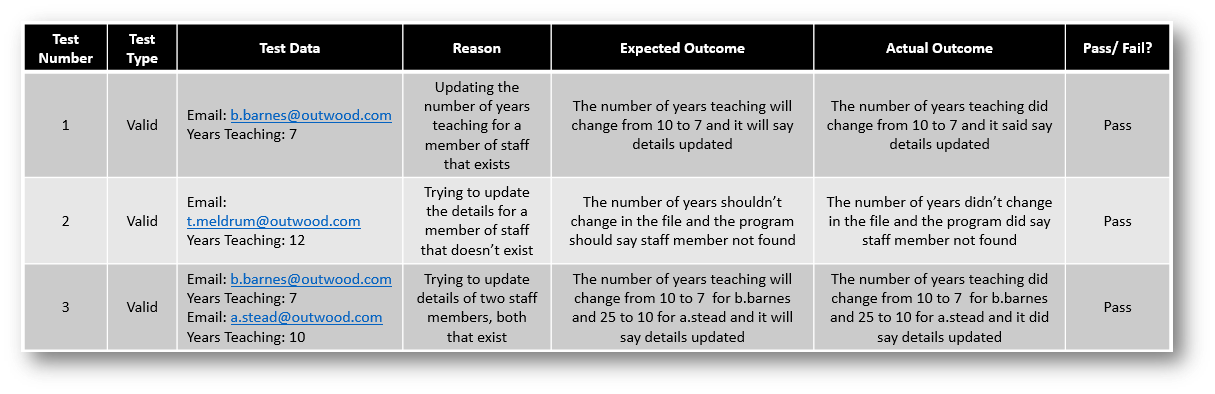 Test Number
Test Type
Test Data
Reason
Expected Outcome
Actual Outcome
Pass/ Fail?
1
Valid
Email: b.barnes@outwood.com
Years Teaching: 7
Updating the
number of years
teaching for a
member of staff
that exists
The number of years teaching will
change from 10 to 7 and it will say
details updated
The number of years teaching did
change from 10 to 7 and it said say
details updated
Pass
2
Valid
Email:
t.meldrum@outwood.com
Years Teaching: 12
Trying to update
the details for a
member of staff
that doesn’t exist
The number of years shouldn’t
change in the file and the program
should say staff member not found
The number of years didn’t change
in the file and the program did say
staff member not found
Pass
3
Valid
Email: b.barnes@outwood.com
Years Teaching: 7
Email: a.stead@outwood.com
Years Teaching: 10
Trying to update
details of two staff
members, both
that exist
The number of years teaching will
change from 10 to 7 for b.barnes
and 25 to 10 for a.stead and it will
say details updated
The number of years teaching did
change from 10 to 7 for b.barnes
and 25 to 10 for a.stead and it did
say details updated
Pass